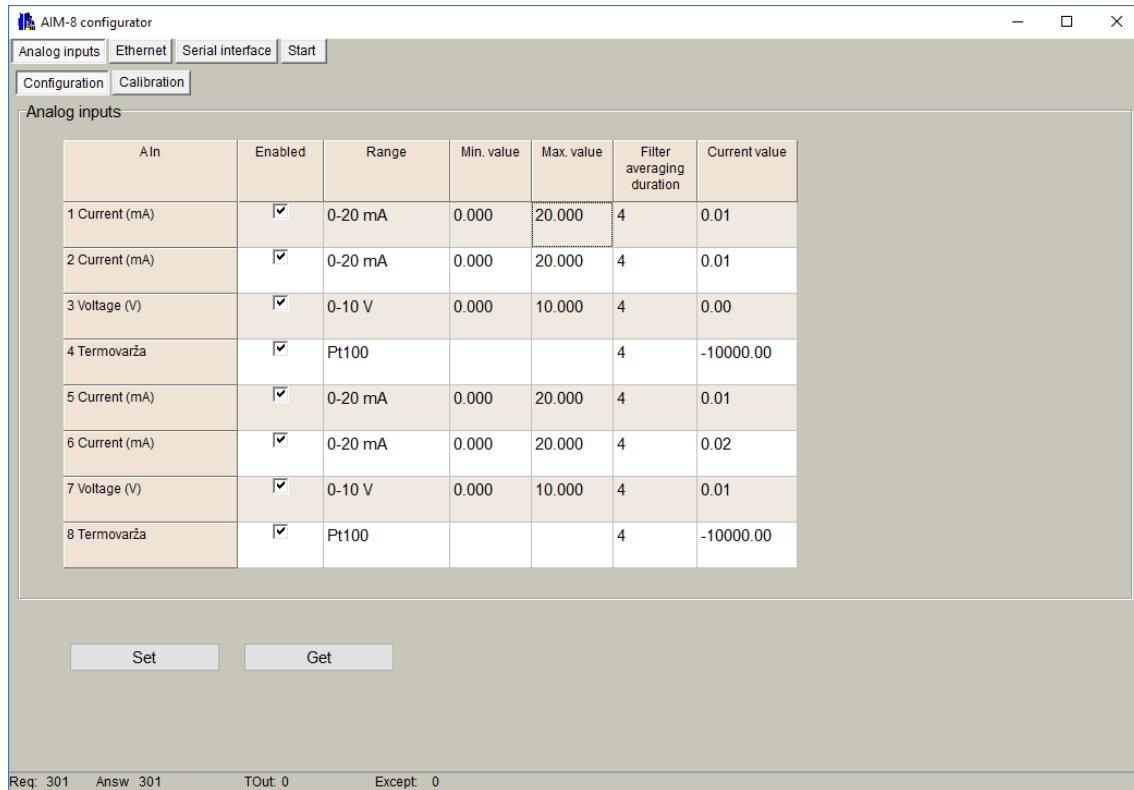 AIM-8 configurator
Analog inputs Ethernet Serial interface Start
Configuration Calibration
Analog inputs
AIn Enabled Range Min. value Max. value Filter averaging duration Current value
1 Current (mA) 0-20 mA 0.000 20.000 4 0.01
2 Current (mA) 0-20 mA 0.000 20.000 4 0.01
3 Voltage (V) 0-10 V 0.000 10.000 4 0.00
4 Termovarža Pt100 4 -10000.00
5 Current (mA) 0-20 mA 0.000 20.000 4 0.01
6 Current (mA) 0-20 mA 0.000 20.000 4 0.02
7 Voltage (V) 0-10 V 0.000 10.000 4 0.01
8 Termovarža Pt100 4 -10000.00
Set Get
Req: 301 Answ 301 TOut: 0 Except: 0